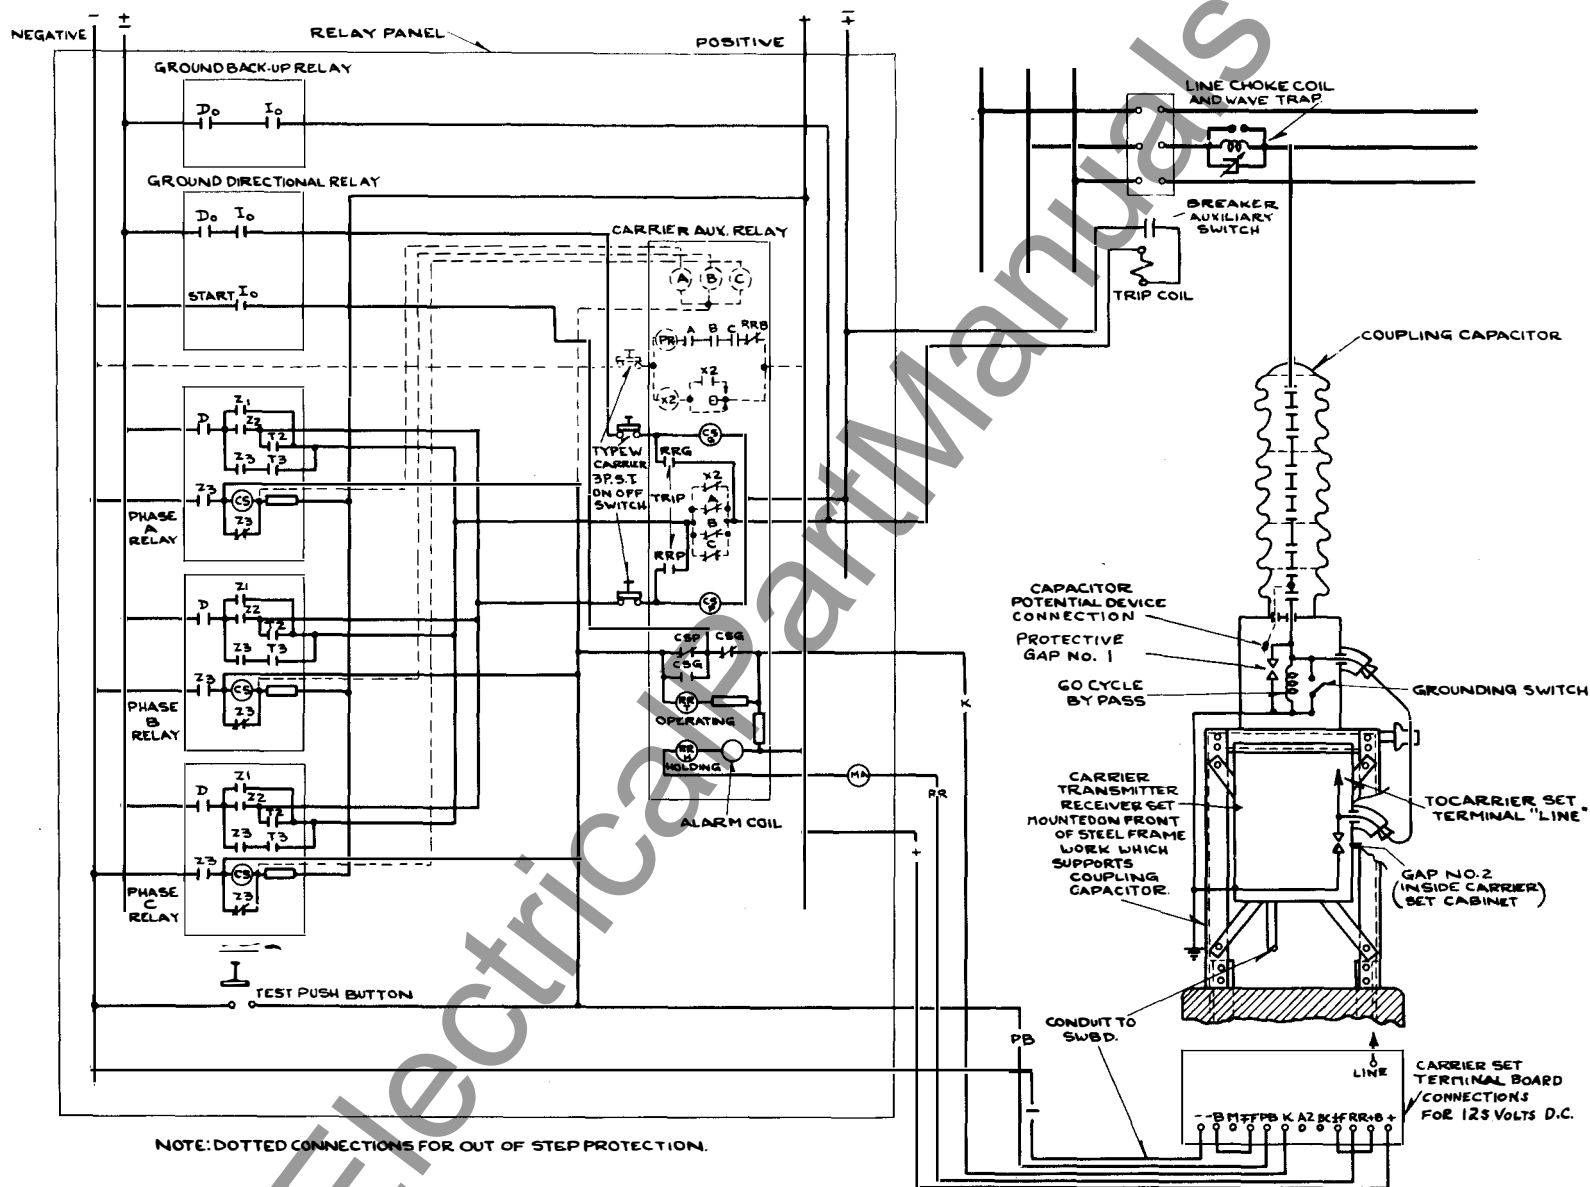 NEGATIVE
−
±
RELAY PANEL
POSITIVE
+
∓
GROUND BACK-UP RELAY
Do Io
GROUND DIRECTIONAL RELAY
Do Io
START Io
CARRIER AUX. RELAY
A B C
PR A B C RRB
I
X2
X2 Θ
D Z1
Z2
T2
Z3 T3
Z3 CS
Z3
PHASE
A
RELAY
TYPE W
CARRIER
3P.S.T
ON OFF
SWITCH
CSG
RRG
TRIP
X2
A
B
C
RRP
CSP
D Z1
Z2
T2
Z3 T3
Z3 CS
Z3
PHASE
B
RELAY
CSP CSG
CSG
RRT
OPERATING
RRH
HOLDING
MA
ALARM COIL
D Z1
Z2
T2
Z3 T3
Z3 CS
Z3
PHASE
C
RELAY
TEST PUSH BUTTON
K
RR
+
PB
−
NOTE: DOTTED CONNECTIONS FOR OUT OF STEP PROTECTION.
LINE CHOKE COIL
AND WAVE TRAP
BREAKER
AUXILIARY
SWITCH
TRIP COIL
COUPLING CAPACITOR
CAPACITOR
POTENTIAL DEVICE
CONNECTION
PROTECTIVE
GAP NO. 1
60 CYCLE
BY PASS
GROUNDING SWITCH
CARRIER
TRANSMITTER
RECEIVER SET
MOUNTED ON FRONT
OF STEEL FRAME
WORK WHICH
SUPPORTS
COUPLING
CAPACITOR.
TO CARRIER SET
TERMINAL "LINE"
GAP NO.2
(INSIDE CARRIER)
SET CABINET
CONDUIT TO
SWBD.
LINE
CARRIER SET
TERMINAL BOARD
CONNECTIONS
FOR 125 VOLTS D.C.
− -B M ∓F PB K A2 BK ±F RR +B +
ElectricalPartManuals